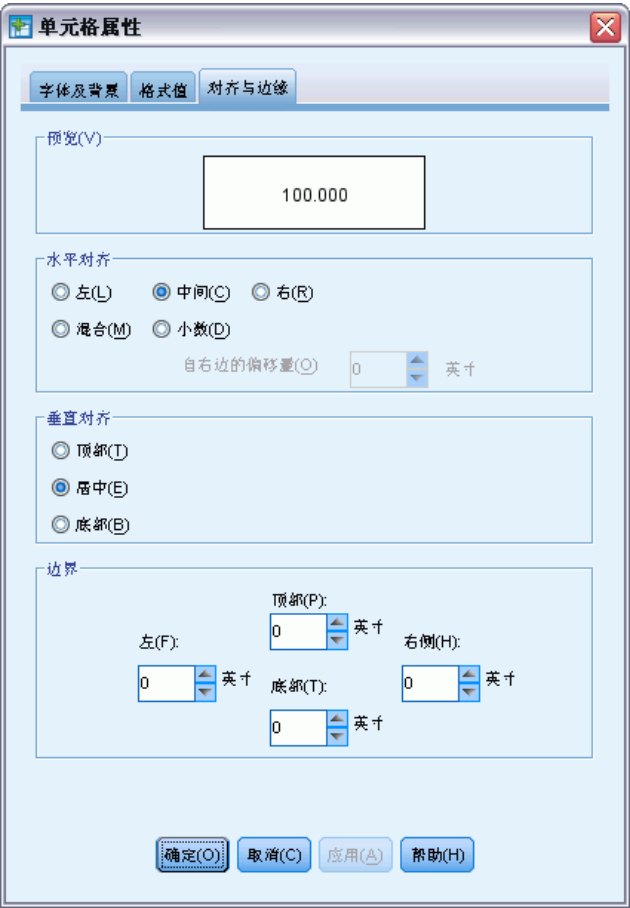 单元格属性
字体及背景 格式值 对齐与边缘
预览(V)
100.000
水平对齐
左(L) 中间(C) 右(R)
混合(M) 小数(D)
自右边的偏移量(O) 0 英寸
垂直对齐
顶部(T)
居中(E)
底部(B)
边界
顶部(P):
0 英寸
左(F): 右侧(H):
0 英寸 0 英寸
底部(T):
0 英寸
确定(O) 取消(C) 应用(A) 帮助(H)